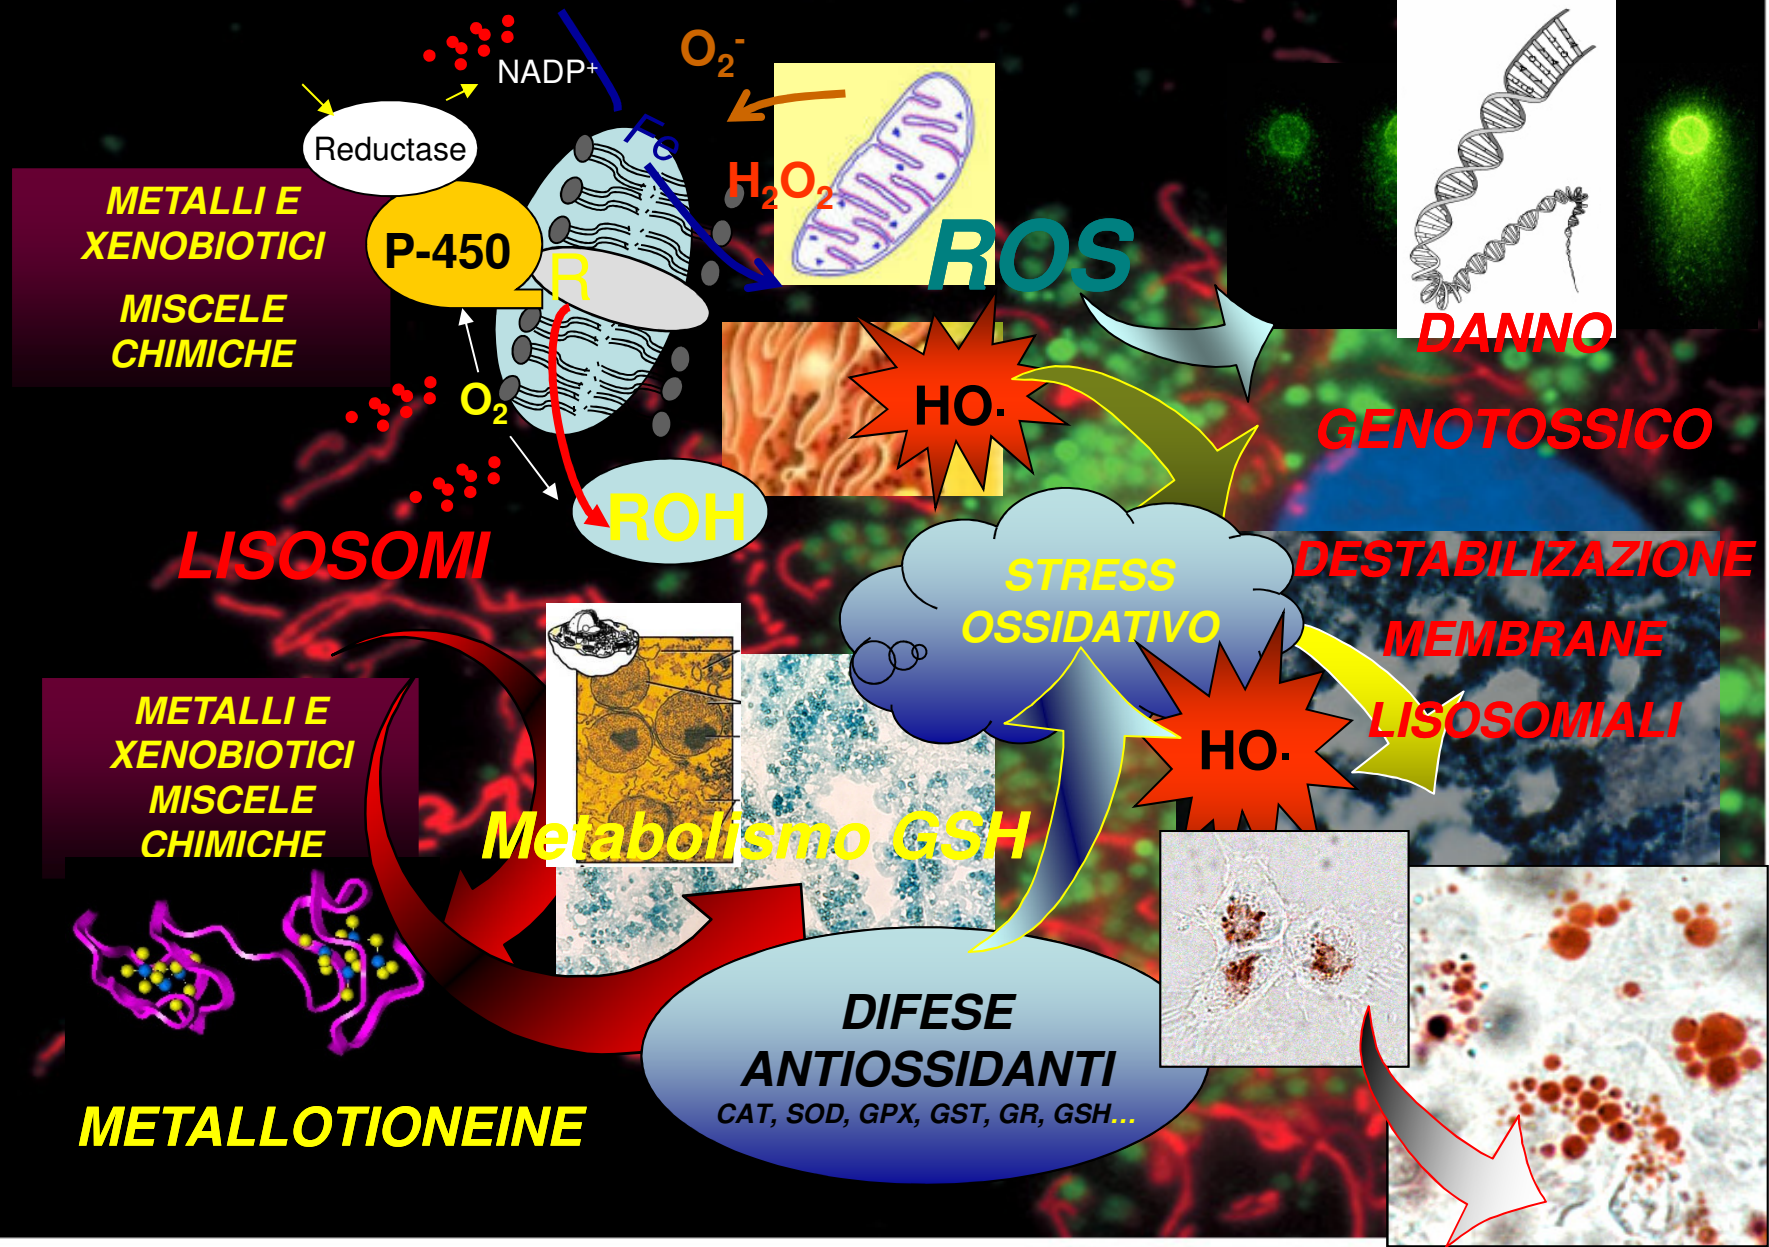 NADP+
Reductase
METALLI E
XENOBIOTICI
MISCELE
CHIMICHE
P-450
R
Fe
O2-
H2O2
ROS
O2
ROH
HO·
DANNO
GENOTOSSICO
LISOSOMI
STRESS
OSSIDATIVO
DESTABILIZAZIONE
MEMBRANE
LISOSOMIALI
HO·
METALLI E
XENOBIOTICI
MISCELE
CHIMICHE
Metabolismo GSH
DIFESE
ANTIOSSIDANTI
CAT, SOD, GPX, GST, GR, GSH...
METALLOTIONEINE